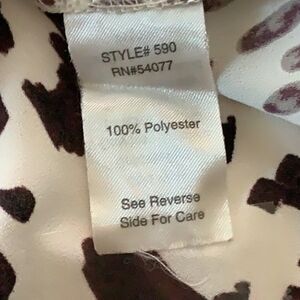 STYLE# 590
RN#54077
100% Polyester
See Reverse
Side For Care